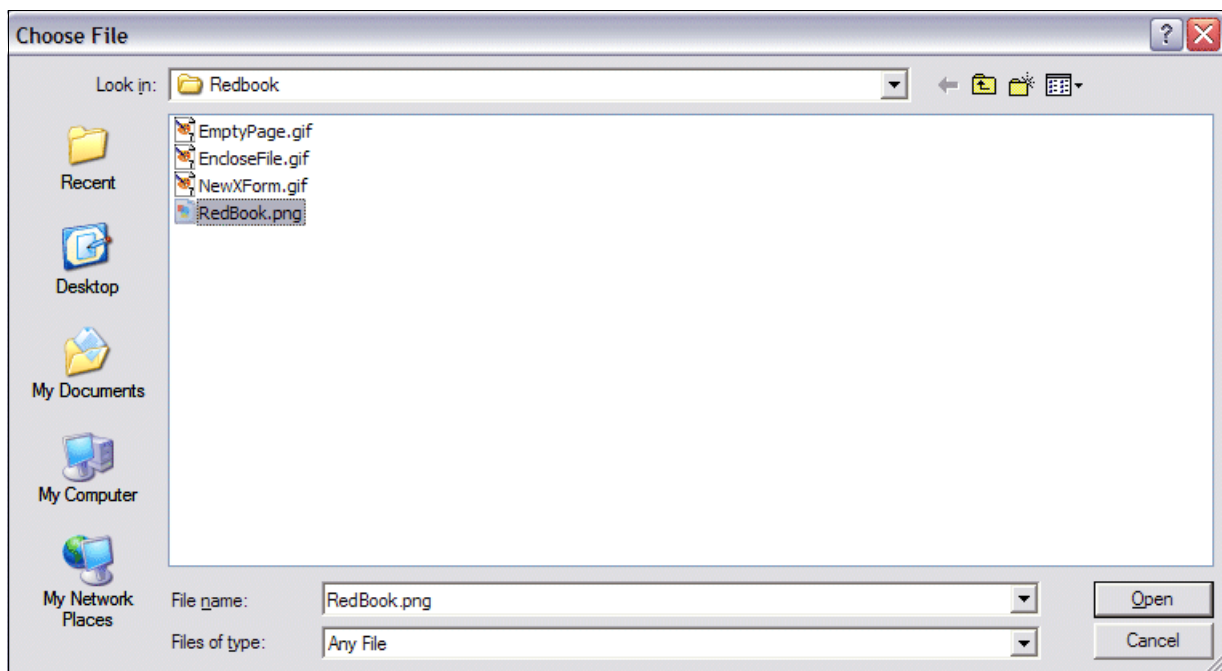 Choose File
?
Look in: Redbook
EmptyPage.gif
EncloseFile.gif
NewXForm.gif
RedBook.png
Recent
Desktop
My Documents
My Computer
My Network
Places
File name: RedBook.png Open
Files of type: Any File Cancel